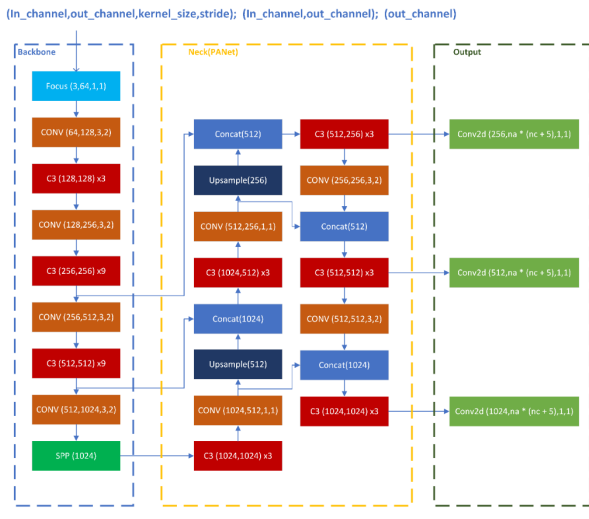 (In_channel,out_channel,kernel_size,stride); (In_channel,out_channel); (out_channel)
Backbone
Focus (3,64,1,1)
CONV (64,128,3,2)
C3 (128,128) x3
CONV (128,256,3,2)
C3 (256,256) x9
CONV (256,512,3,2)
C3 (512,512) x9
CONV (512,1024,3,2)
SPP (1024)
Neck(PANet)
Concat(512)
Upsample(256)
CONV (512,256,1,1)
C3 (1024,512) x3
Concat(1024)
Upsample(512)
CONV (1024,512,1,1)
C3 (1024,1024) x3
C3 (512,256) x3
CONV (256,256,3,2)
Concat(512)
C3 (512,512) x3
CONV (512,512,3,2)
Concat(1024)
C3 (1024,1024) x3
Output
Conv2d (256,na * (nc + 5),1,1)
Conv2d (512,na * (nc + 5),1,1)
Conv2d (1024,na * (nc + 5),1,1)